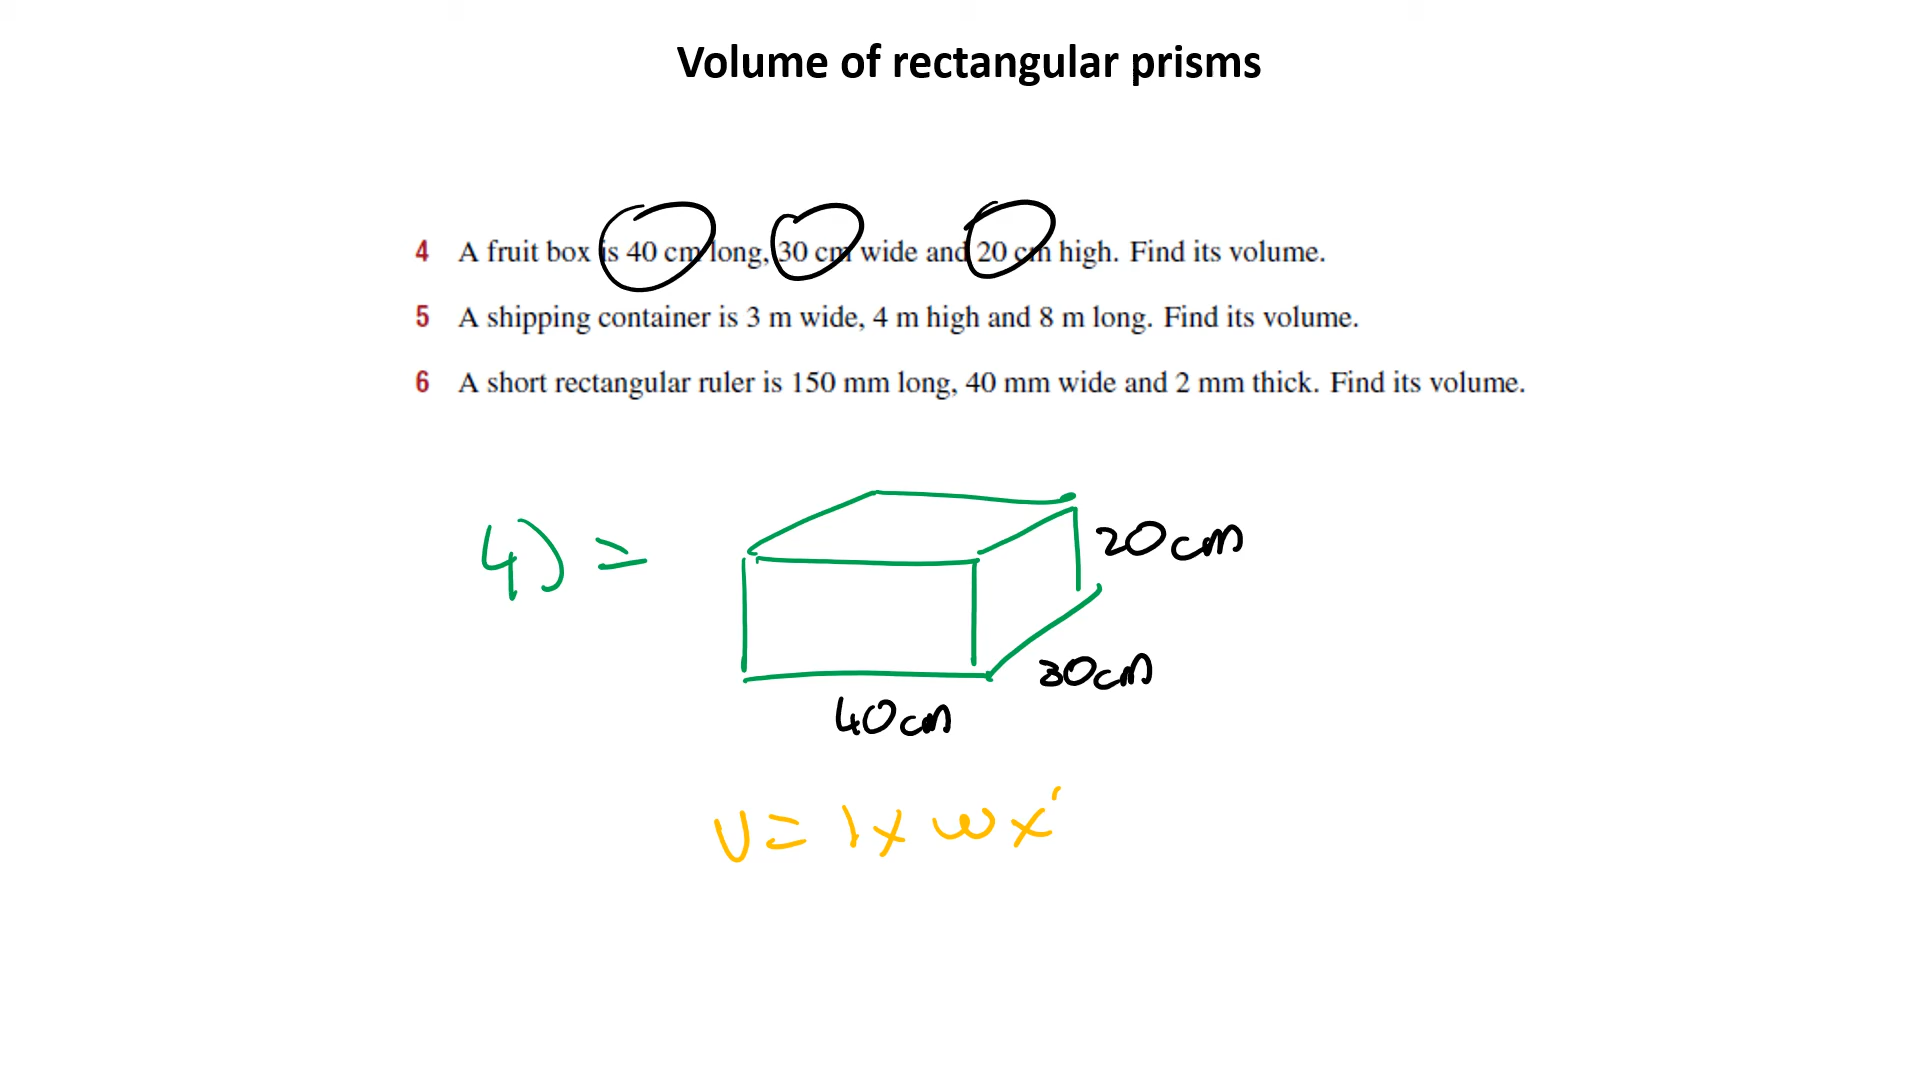 Volume of rectangular prisms
4 A fruit box is 40 cm long, 30 cm wide and 20 cm high. Find its volume.
5 A shipping container is 3 m wide, 4 m high and 8 m long. Find its volume.
6 A short rectangular ruler is 150 mm long, 40 mm wide and 2 mm thick. Find its volume.
4) =
20cm
30cm
40cm
V = l x w x